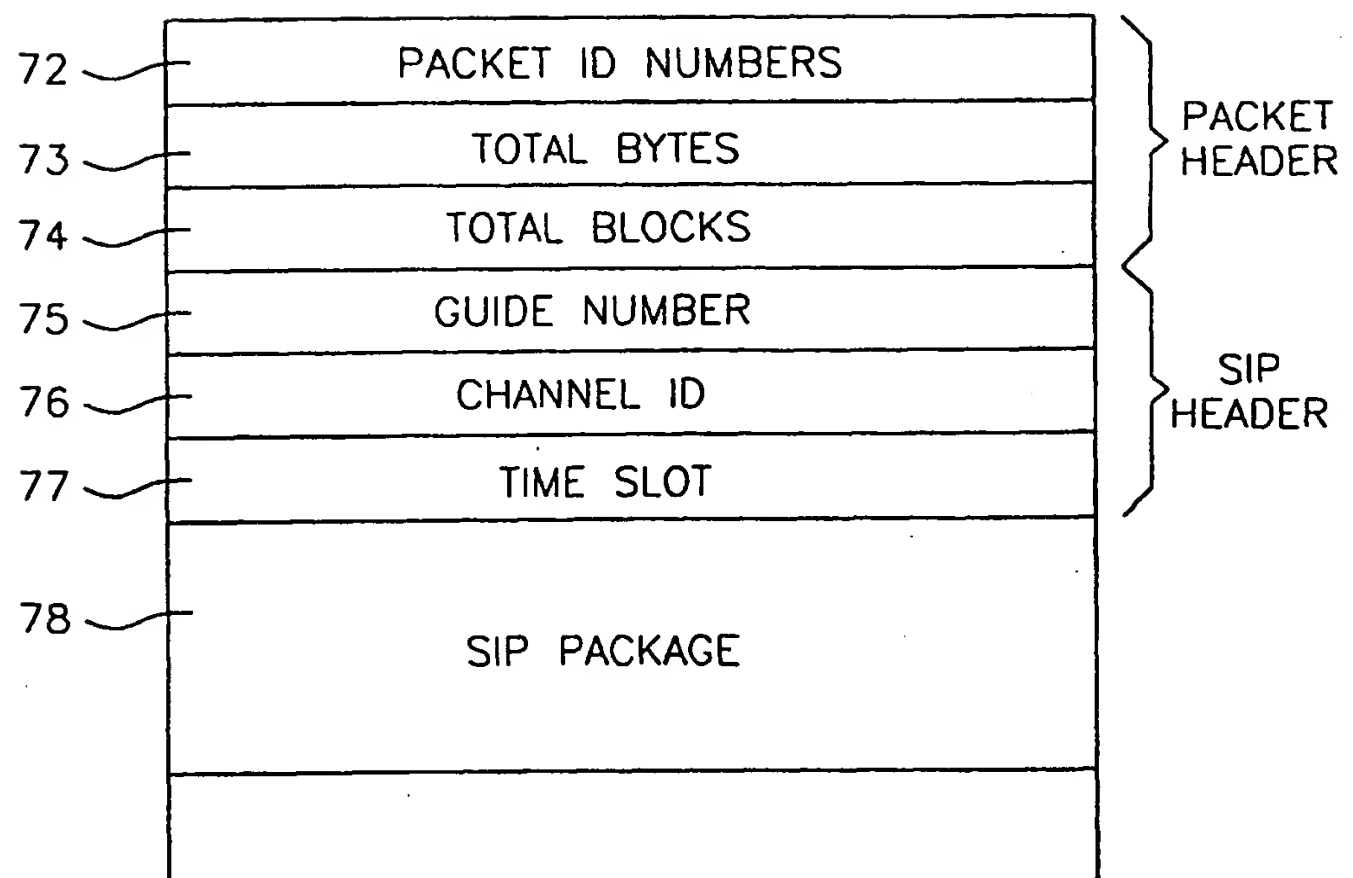 72 PACKET ID NUMBERS
73 TOTAL BYTES
74 TOTAL BLOCKS
PACKET
HEADER
75 GUIDE NUMBER
76 CHANNEL ID
77 TIME SLOT
SIP
HEADER
78 SIP PACKAGE